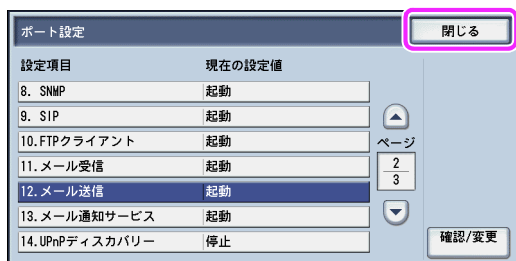 ポート設定
閉じる
設定項目 現在の設定値
8. SNMP 起動
9. SIP 起動
10.FTPクライアント 起動
11.メール受信 起動
12.メール送信 起動
13.メール通知サービス 起動
14.UPnPディスカバリー 停止
ページ
2
3
確認/変更